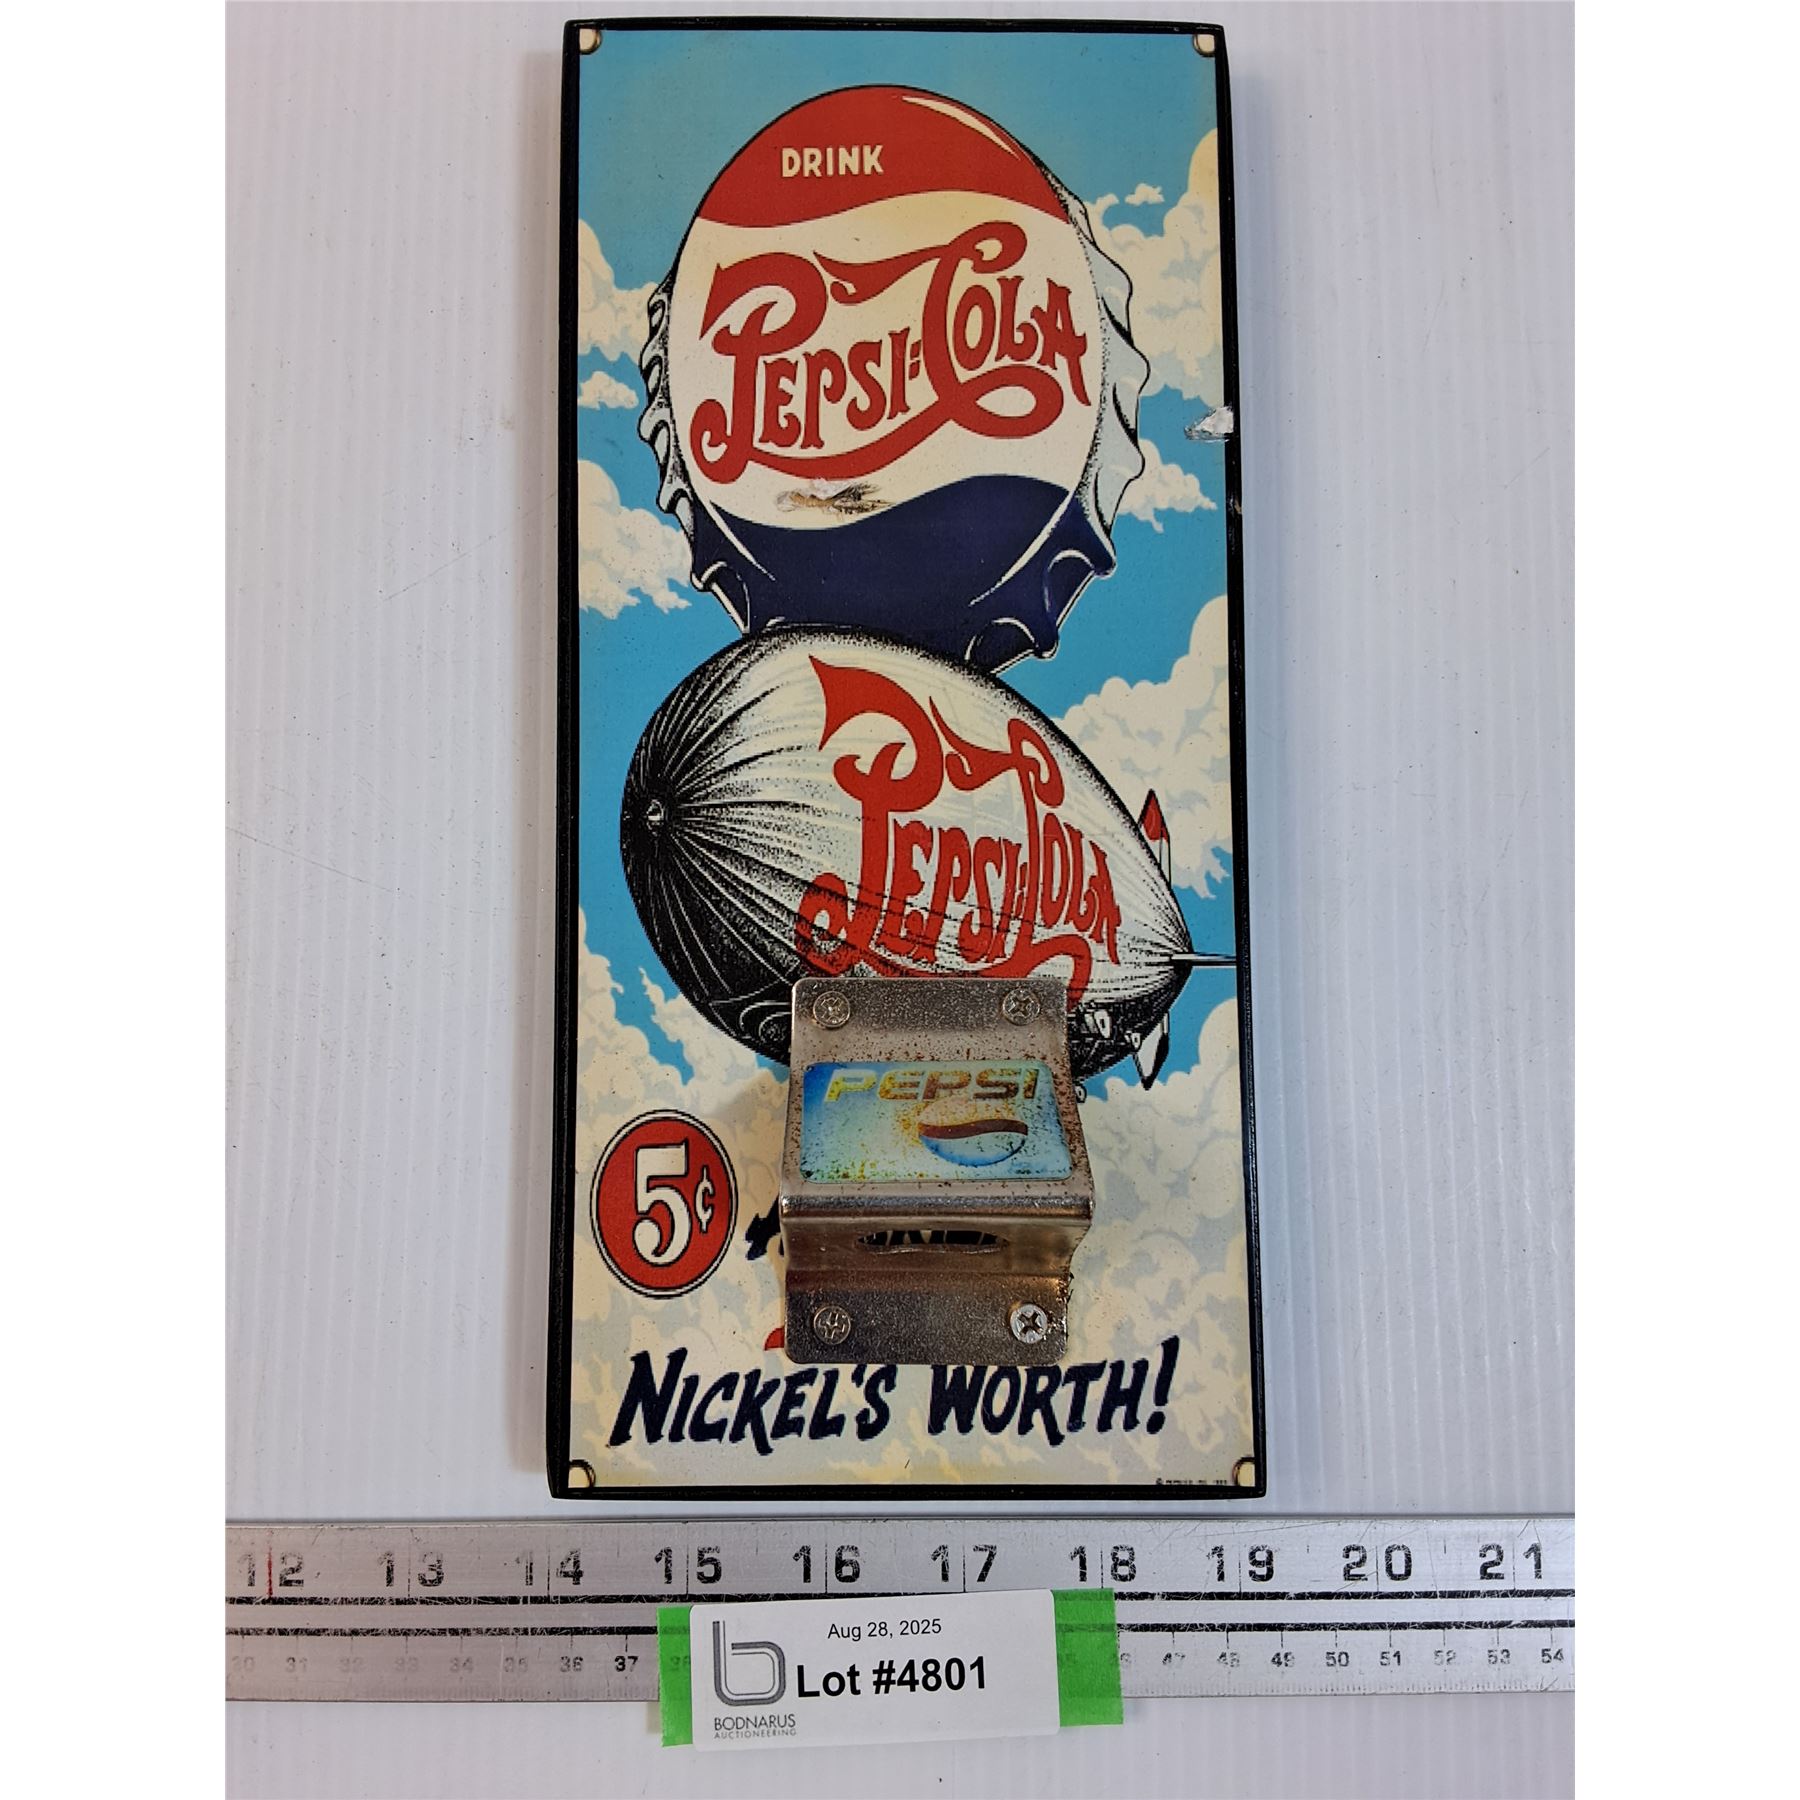 DRINK
PEPSI-COLA
PEPSI-COLA
PEPSI
5¢
NICKEL'S WORTH!
12 13 14 15 16 17 18 19 20 21
30 31 32 33 34 35 36 37 38 46 47 48 49 50 51 52 53 54
Aug 28, 2025
Lot #4801
BODNARUS
AUCTIONEERING